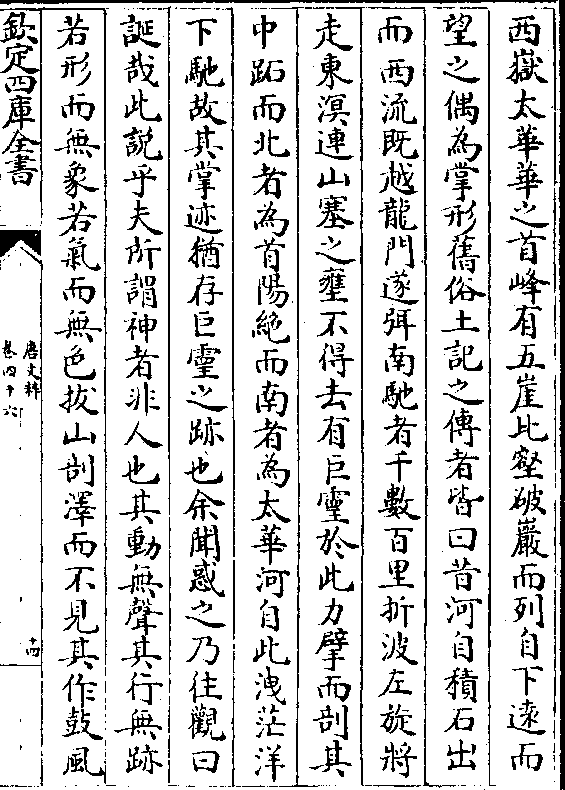 西嶽太華華之首峰有五崖比壑破巖而列自下逺而
望之偶為掌形舊俗土記之傳者皆曰昔河自積石出
而西流既越龍門遂弭南馳者千數百里折波左旋將
走東溟連山塞之壅不得去有巨靈於此力擘而剖其
中跖而北者為首陽絶而南者為太華河自此洩茫洋
下馳故其掌迹猶存巨靈之跡也余聞惑之乃往觀曰
誕哉此説乎夫所謂神者非人也其動無聲其行無跡
若形而無象若氣而無色拔山剖澤而不見其作鼓風
欽定四庫全書
唐文粹
卷四十六
十四